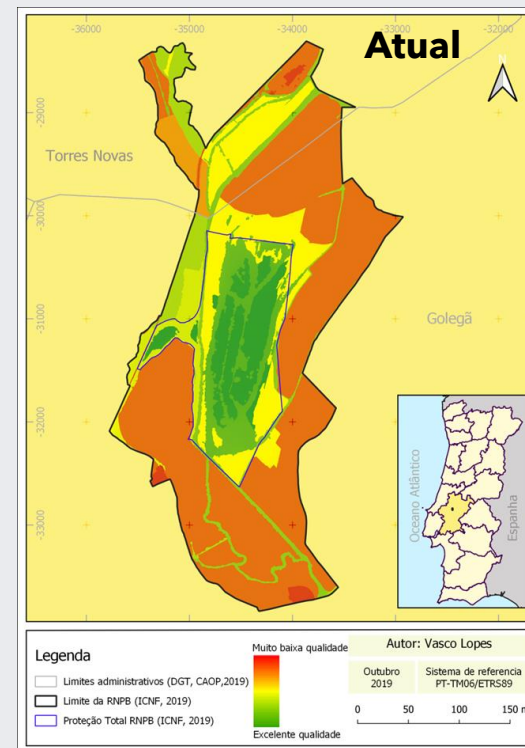 -36000 -35000 -34000 -33000 -32000
Atual
N
-29000
Torres Novas
-30000
-31000
Golegã
-32000
-33000
Oceano Atlântico
Espanha
Legenda
Limites administrativos (DGT, CAOP,2019)
Limite da RNPB (ICNF, 2019)
Proteção Total RNPB (ICNF, 2019)
Muito baixa qualidade
Excelente qualidade
Autor: Vasco Lopes
Outubro
2019
Sistema de referencia
PT-TM06/ETRS89
0 50 100 150 m